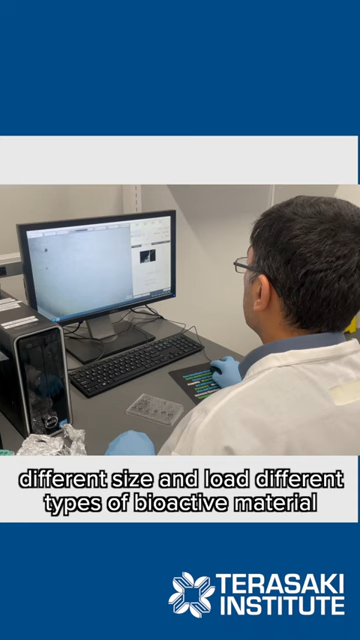 different size and load different
types of bioactive material
TERASAKI
INSTITUTE